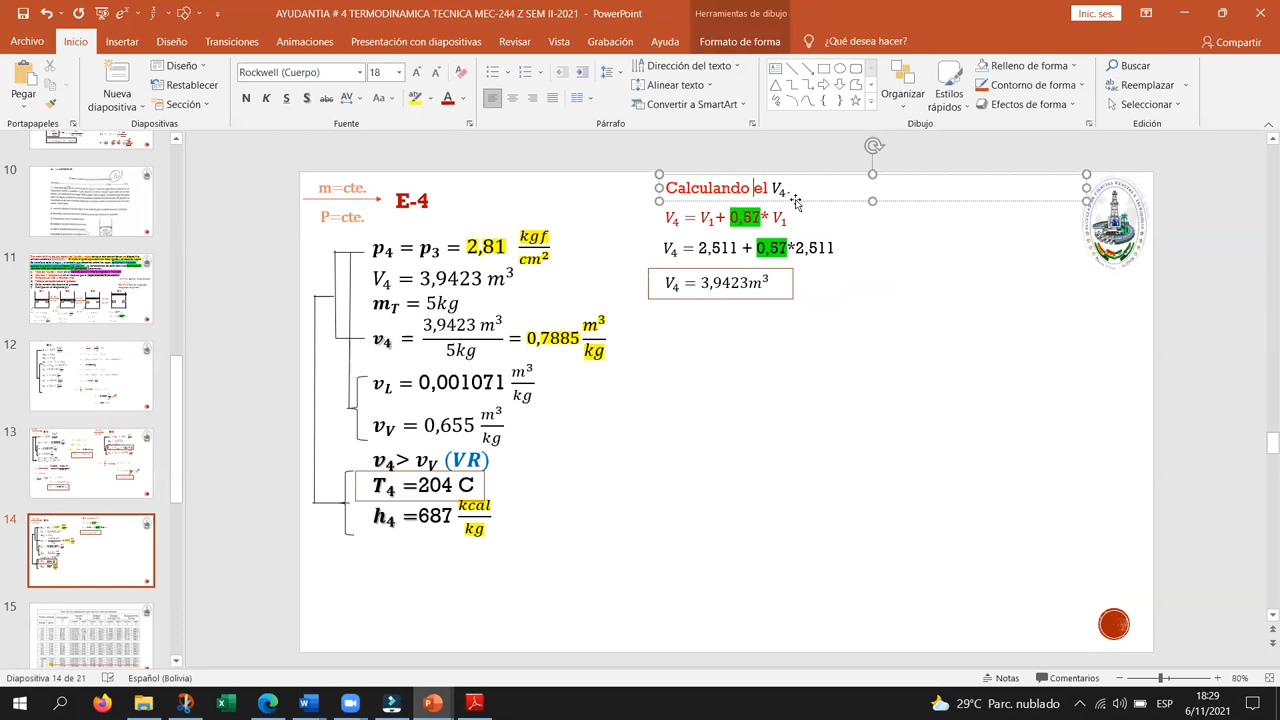 AYUDANTIA # 4 TERMODINAMICA MEC-244 Z SEM II-2021 - PowerPoint
Herramientas de dibujo
Inic. ses.
Archivo Inicio Insertar Diseño Transiciones Animaciones Presentación con diapositivas Revisar Vista Grabación Ayuda Formato de forma ¿Qué desea hacer? Compartir
Pegar
Nueva diapositiva
Diseño
Restablecer
Sección
Rockwell (Cuerpo) 18
N K S S abc AV Aa
Dirección del texto
Alinear texto
Convertir a SmartArt
Organizar
Estilos rápidos
Relleno de forma
Contorno de forma
Efectos de forma
Buscar
Reemplazar
Seleccionar
Portapapeles Diapositivas Fuente Párrafo Dibujo Edición
10
11
12
13
14
15
m=cte.
P=cte.
E-4
p₄ = p₃ = 2,81 kgf/cm²
V₄ = 3,9423 m³
m_T = 5kg
v₄ = 3,9423 m³/5kg = 0,7885 m³/kg
v_L = 0,001071 m³/kg
v_V = 0,655 m³/kg
v₄> v_V (VR)
T₄ =204 C
h₄ =687 kcal/kg
Calculando el V₄
V₄ = V₁+ 0,57* V₁
V₄ = 2,511 + 0,57*2,511
V₄ = 3,9423m³
Diapositiva 14 de 21 Español (Bolivia) Notas Comentarios 80%
29°C Parc. nublado ESP 18:29
6/11/2021